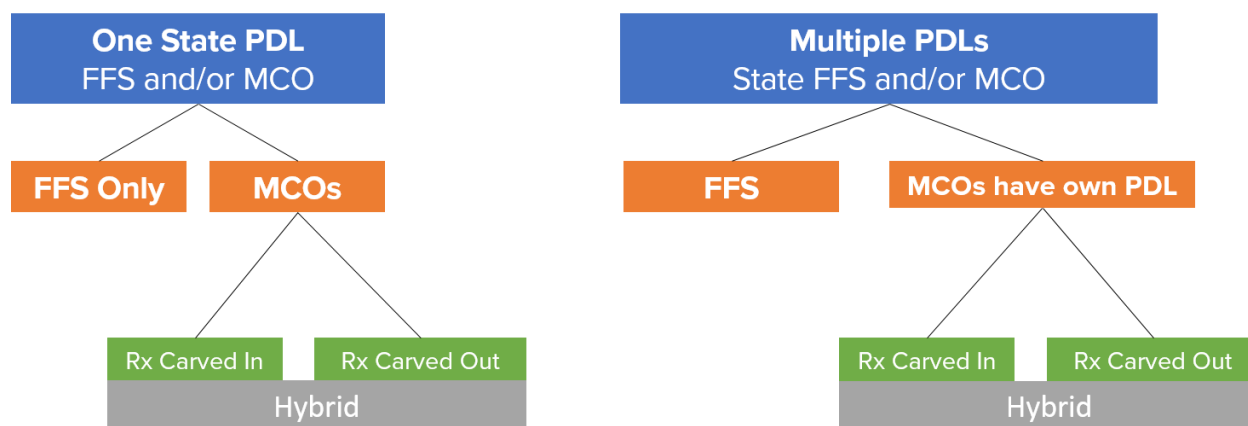 One State PDL
FFS and/or MCO
FFS Only
MCOs
Rx Carved In
Rx Carved Out
Hybrid
Multiple PDLs
State FFS and/or MCO
FFS
MCOs have own PDL
Rx Carved In
Rx Carved Out
Hybrid